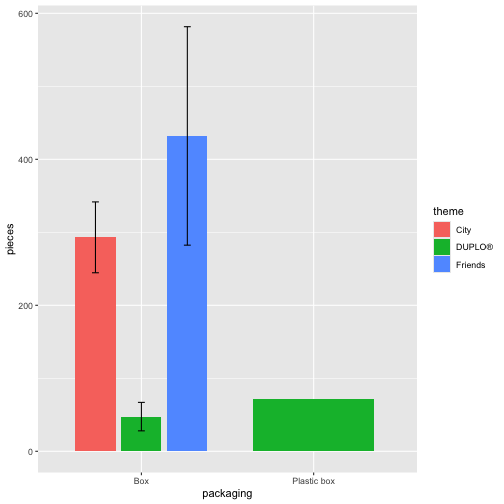 600
400
200
0
pieces
Box
Plastic box
packaging
theme
City
DUPLO®
Friends